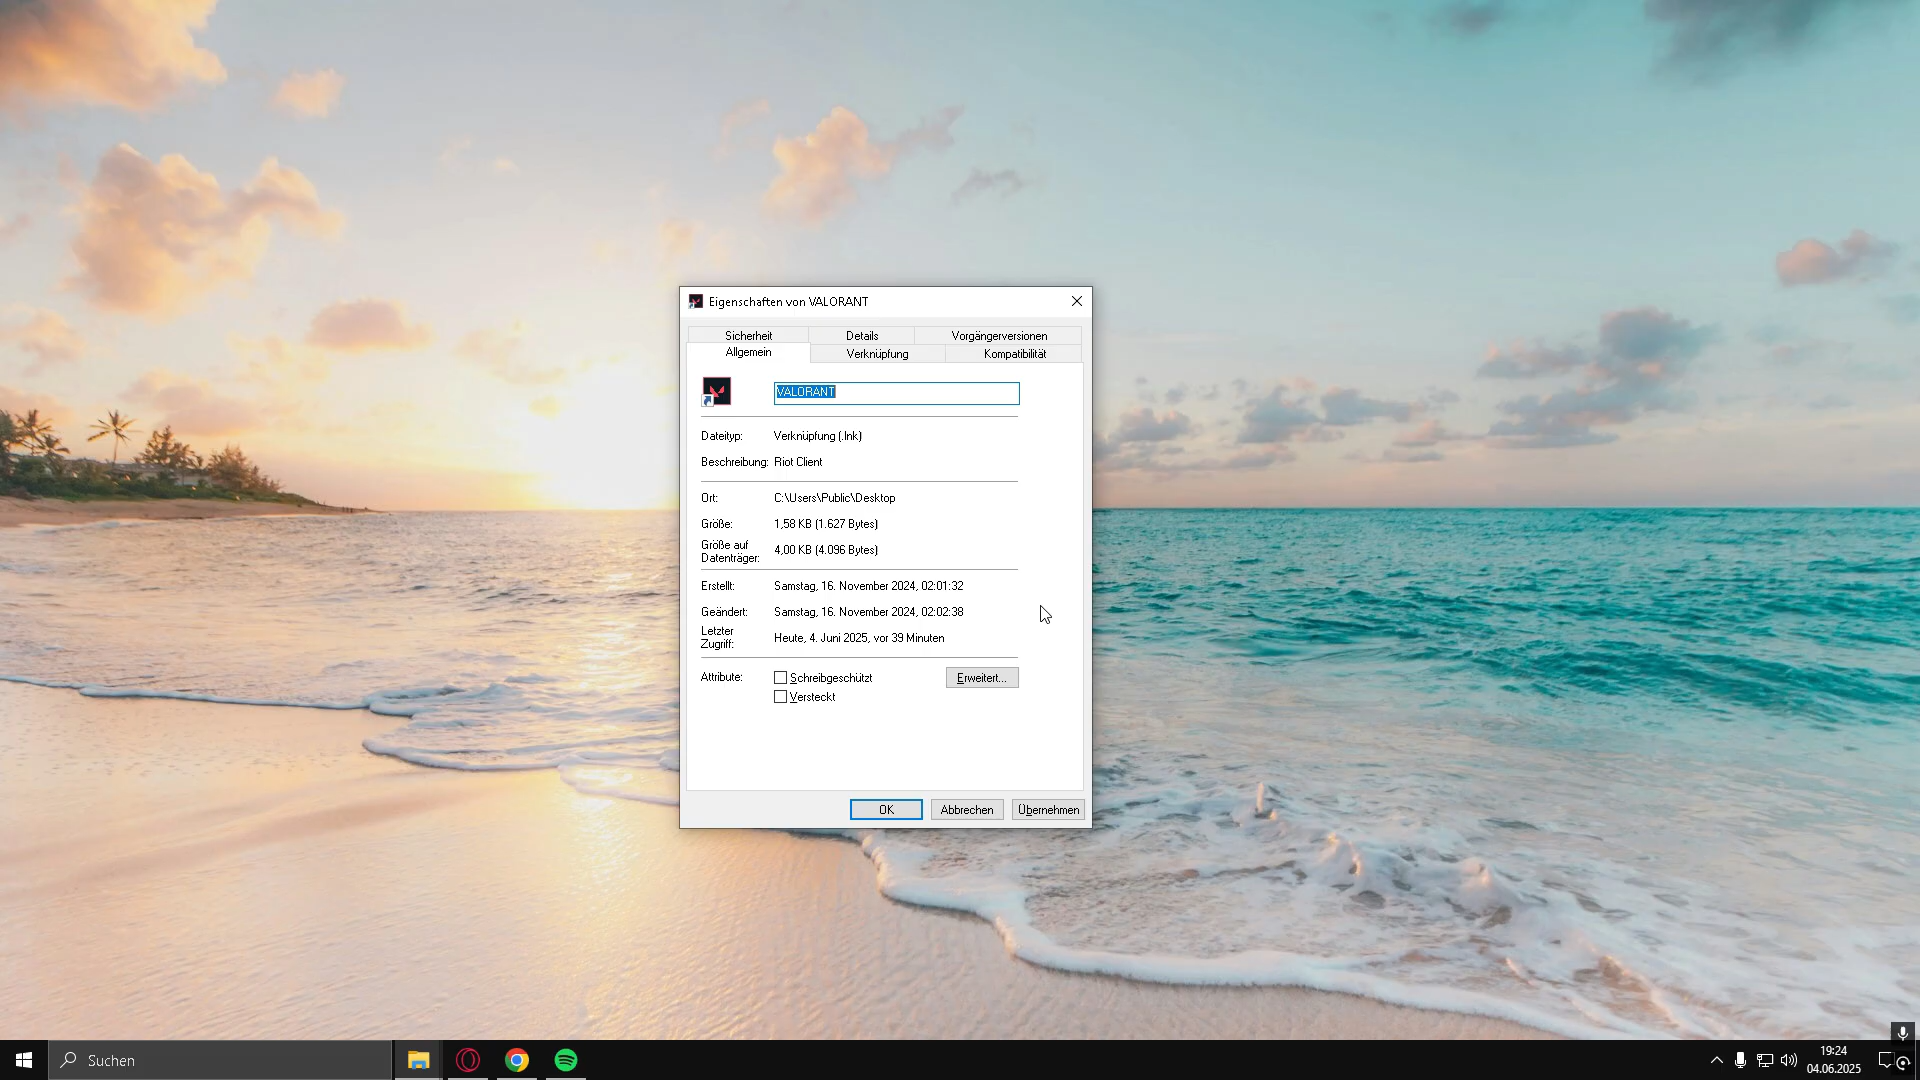 Eigenschaften von VALORANT
Sicherheit Details Vorgängerversionen
Allgemein Verknüpfung Kompatibilität
VALORANT
Dateityp: Verknüpfung (.lnk)
Beschreibung: Riot Client
Ort: C:\Users\Public\Desktop
Größe: 1,58 KB (1.627 Bytes)
Größe auf
Datenträger: 4,00 KB (4.096 Bytes)
Erstellt: Samstag, 16. November 2024, 02:01:32
Geändert: Samstag, 16. November 2024, 02:02:38
Letzter
Zugriff: Heute, 4. Juni 2025, vor 39 Minuten
Attribute: Schreibgeschützt Erweitert...
Versteckt
OK Abbrechen Übernehmen
Suchen
19:24
04.06.2025